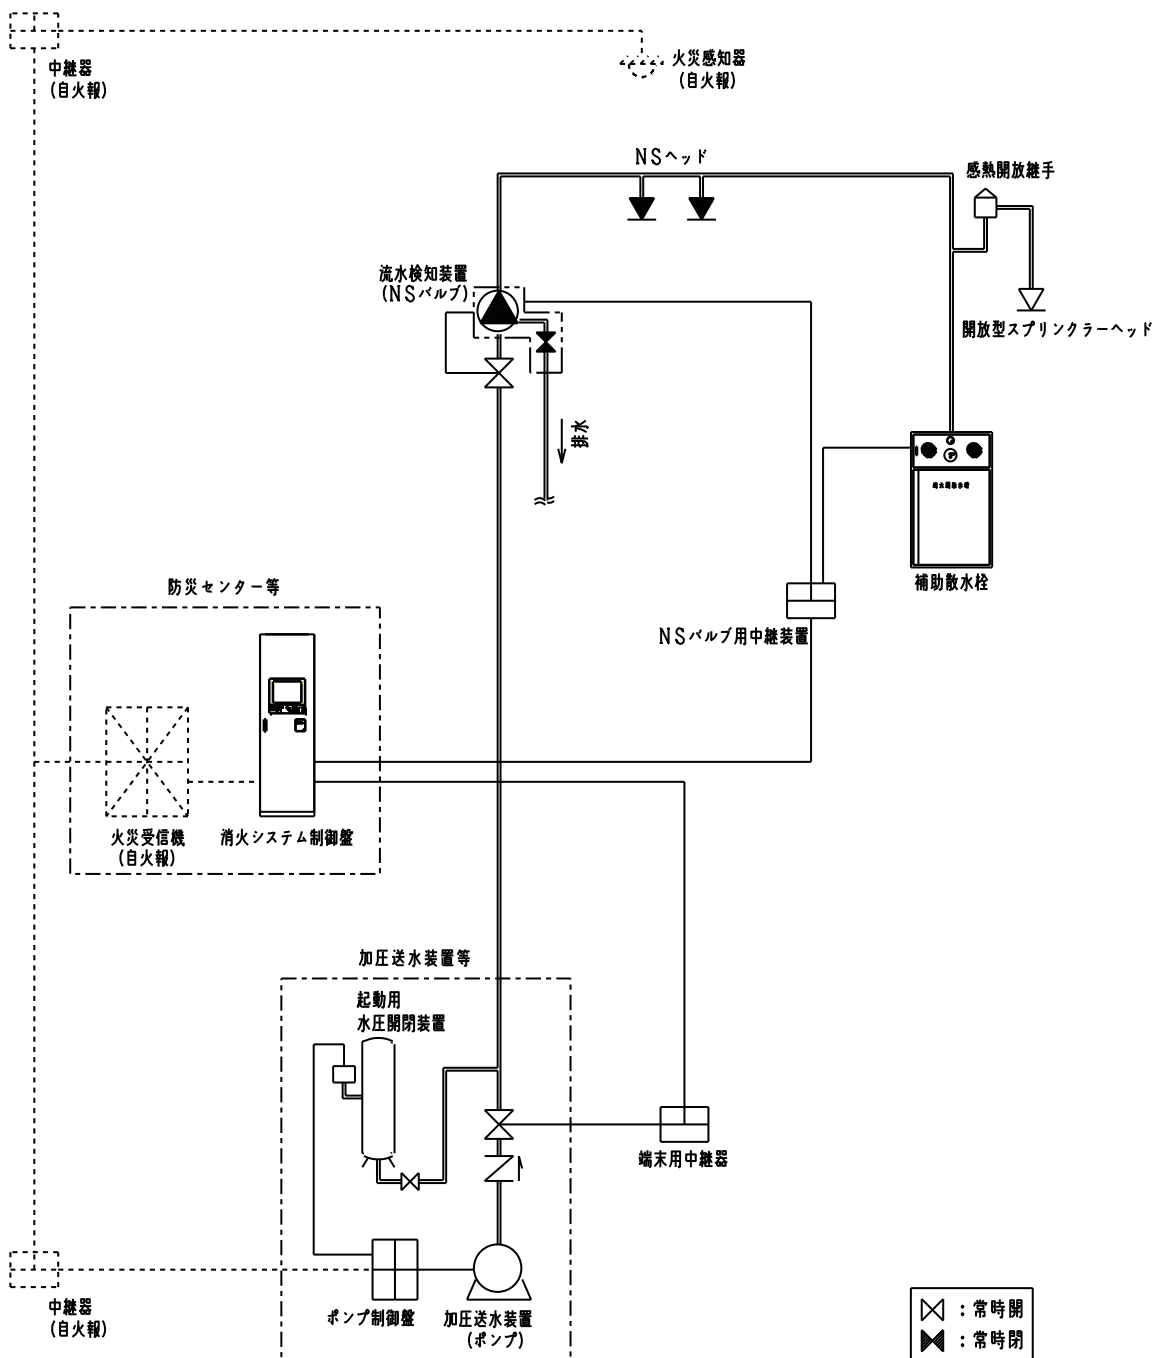 中継器
(自火報)
火災感知器
(自火報)
NSヘッド
感熱開放継手
流水検知装置
(NSバルブ)
開放型スプリンクラーヘッド
排水
補助散水栓
防災センター等
NSバルブ用中継装置
火災受信機
(自火報)
消火システム制御盤
加圧送水装置等
起動用
水圧開閉装置
端末用中継器
中継器
(自火報)
ポンプ制御盤
加圧送水装置
(ポンプ)
：常時開
：常時閉